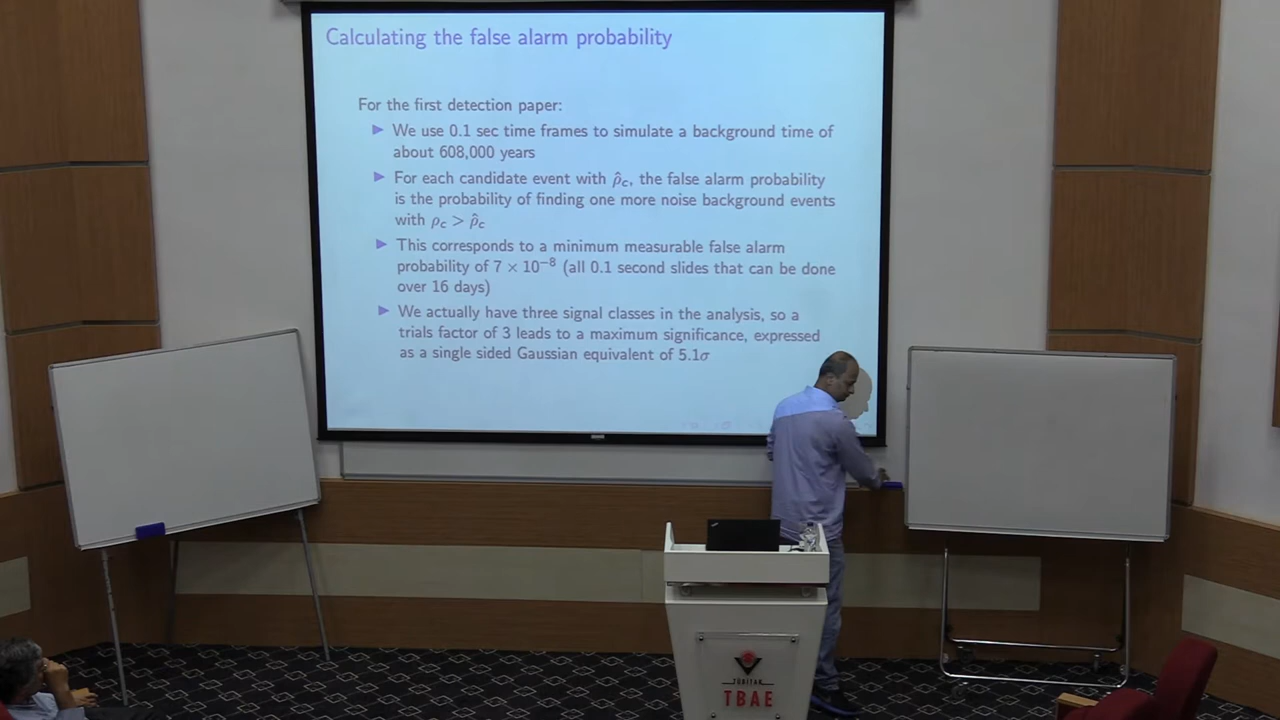 Calculating the false alarm probability
For the first detection paper:
▶ We use 0.1 sec time frames to simulate a background time of
about 608,000 years
▶ For each candidate event with ρ̂c, the false alarm probability
is the probability of finding one more noise background events
with ρc > ρ̂c
▶ This corresponds to a minimum measurable false alarm
probability of 7 × 10⁻⁸ (all 0.1 second slides that can be done
over 16 days)
▶ We actually have three signal classes in the analysis, so a
trials factor of 3 leads to a maximum significance, expressed
as a single sided Gaussian equivalent of 5.1σ
TÜBİTAK
TBAE